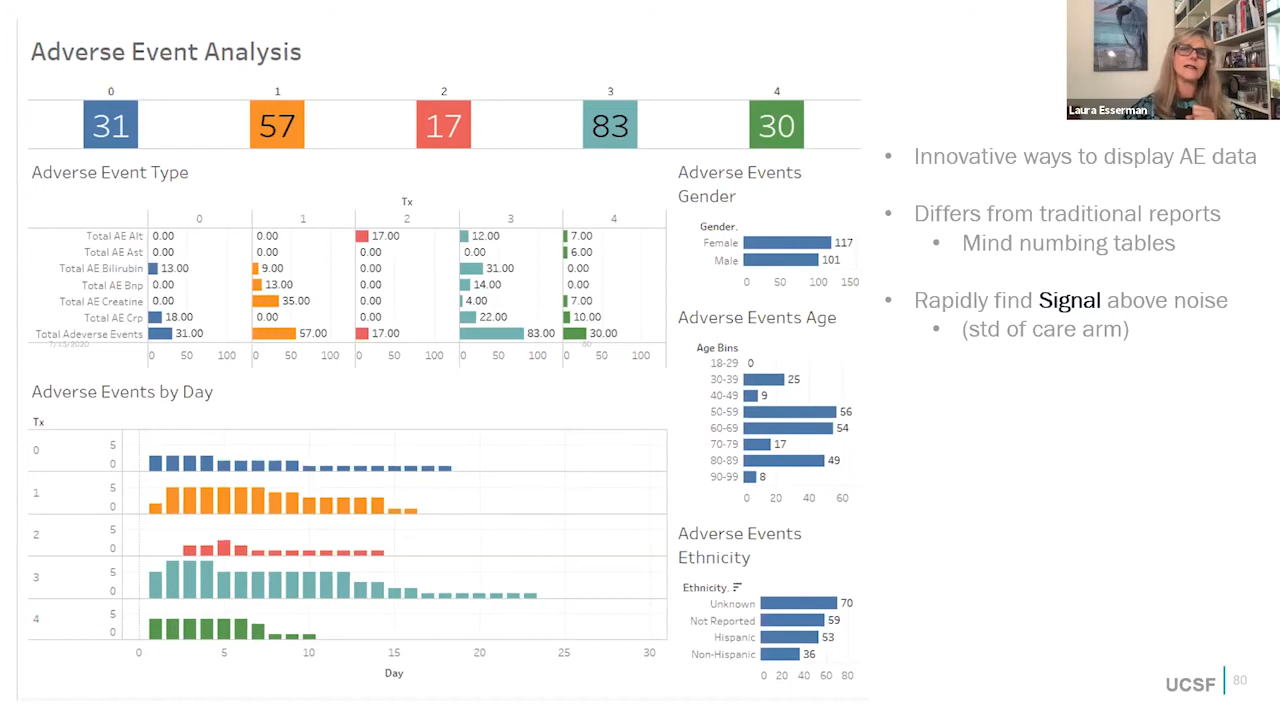 Adverse Event Analysis
0 1 2 3 4
31 57 17 83 30
Adverse Event Type
Tx
0 1 2 3 4
Total AE Alt 0.00 0.00 17.00 12.00 7.00
Total AE Ast 0.00 0.00 0.00 0.00 6.00
Total AE Bilirubin 13.00 9.00 0.00 31.00 0.00
Total AE Bnp 0.00 13.00 0.00 14.00 0.00
Total AE Creatine 0.00 35.00 0.00 4.00 7.00
Total AE Crp 18.00 0.00 0.00 22.00 10.00
Total Adeverse Events 31.00 57.00 17.00 83.00 30.00
7/13/2020 80
0 50 100 0 50 100 0 50 100 0 50 100 0 50 100
Adverse Events by Day
Tx
0 5 0
1 5 0
2 5 0
3 5 0
4 5 0
0 5 10 15 20 25 30
Day
Adverse Events
Gender
Gender.
Female 117
Male 101
0 50 100 150
Adverse Events Age
Age Bins
18-29 0
30-39 25
40-49 9
50-59 56
60-69 54
70-79 17
80-89 49
90-99 8
0 20 40 60
Adverse Events
Ethnicity
Ethnicity.
Unknown 70
Not Reported 59
Hispanic 53
Non-Hispanic 36
0 20 40 60 80
Laura Esserman
• Innovative ways to display AE data
• Differs from traditional reports
• Mind numbing tables
• Rapidly find Signal above noise
• (std of care arm)
UCSF 80